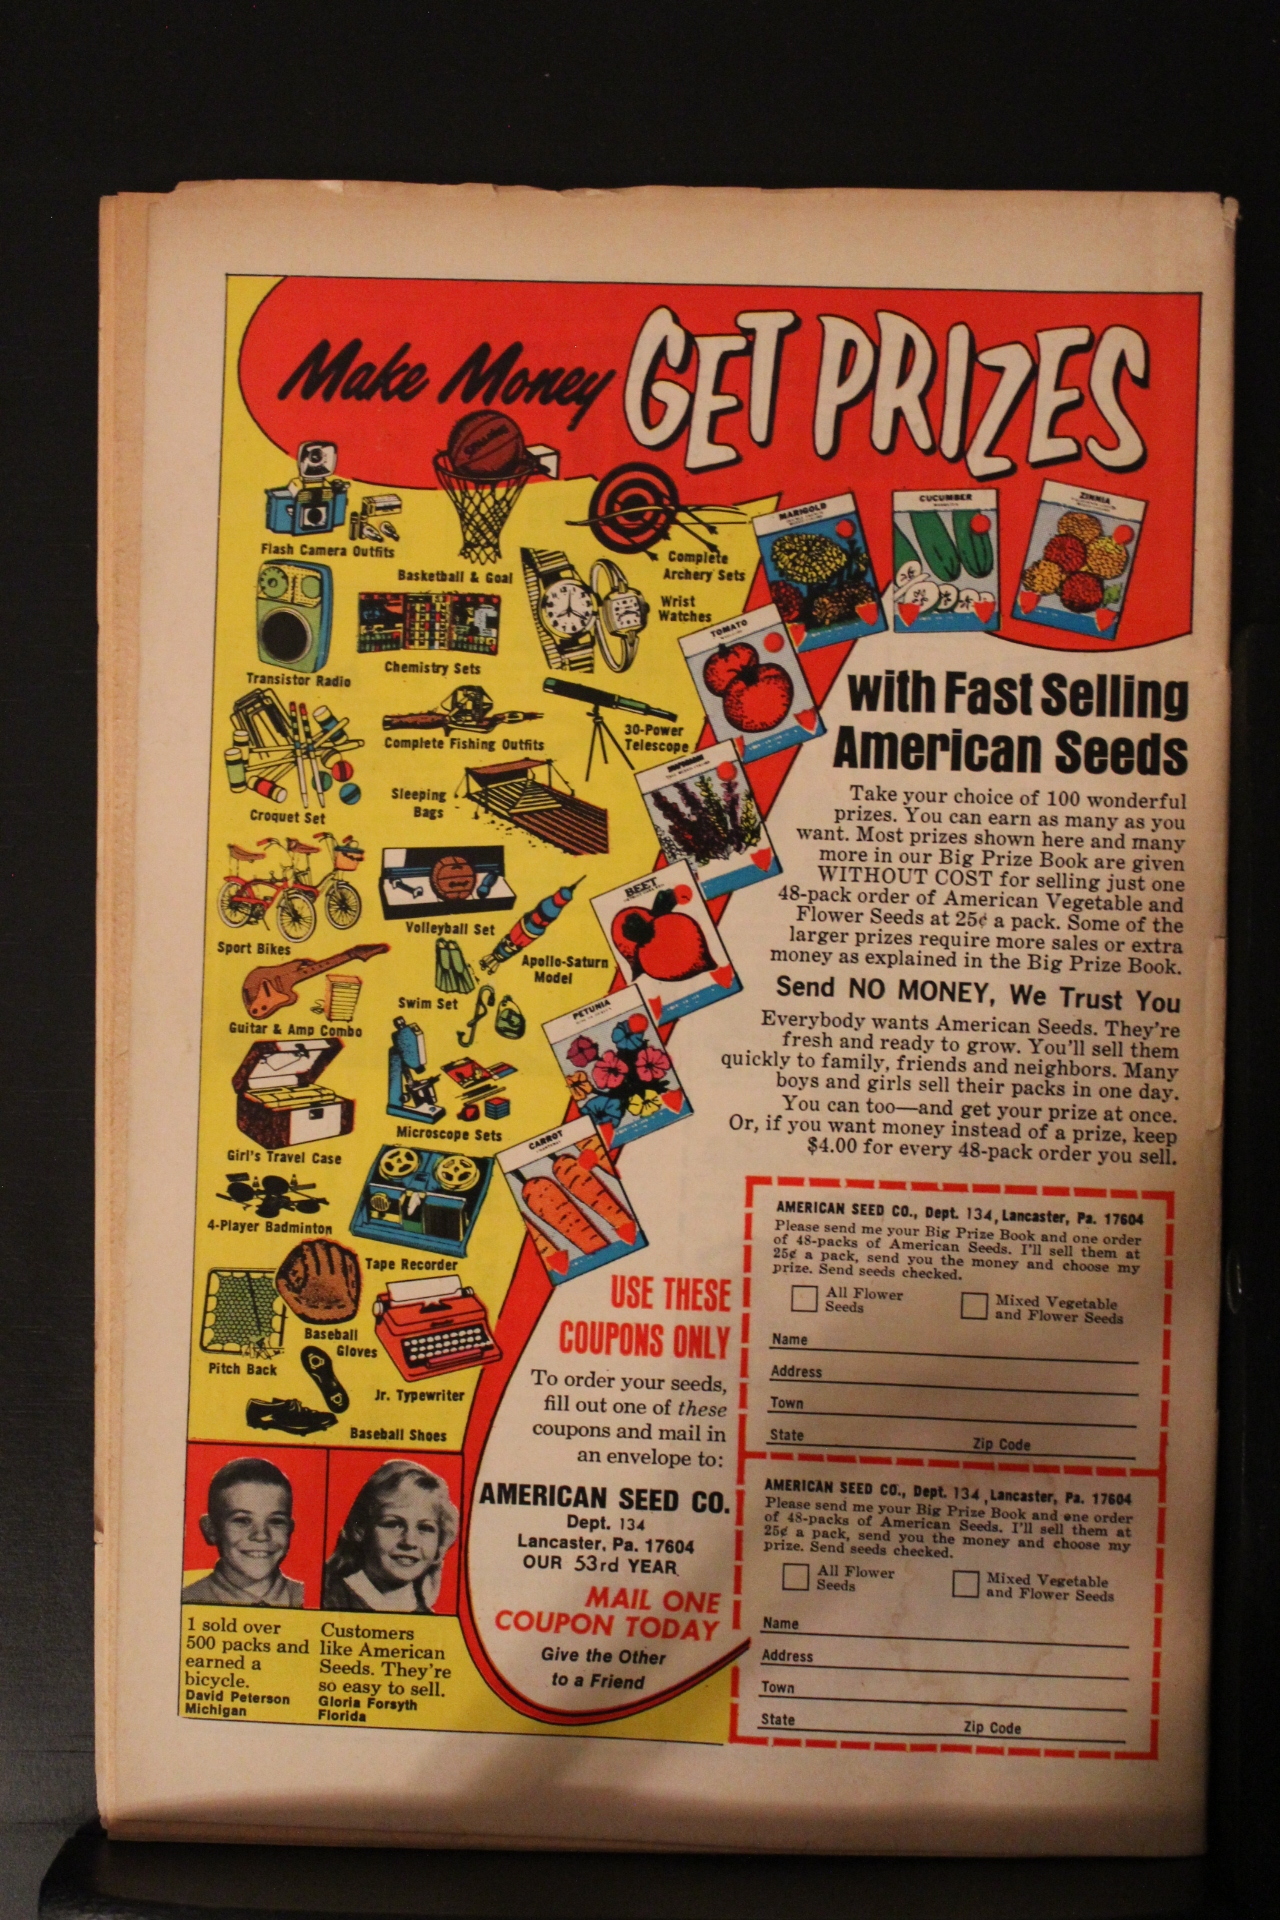 Make Money GET PRIZES
SPALDING
Flash Camera Outfits
Basketball & Goal
Complete
Archery Sets
Wrist
Watches
Transistor Radio
Chemistry Sets
Complete Fishing Outfits
30-Power
Telescope
Croquet Set
Sleeping
Bags
Sport Bikes
Volleyball Set
Apollo-Saturn
Model
Swim Set
Guitar & Amp Combo
Girl's Travel Case
Microscope Sets
4-Player Badminton
Tape Recorder
Baseball
Gloves
Pitch Back
Jr. Typewriter
Baseball Shoes
MARIGOLD
CUCUMBER
ZINNIA
TOMATO
BEET
PETUNIA
CARROT
with Fast Selling
American Seeds
Take your choice of 100 wonderful
prizes. You can earn as many as you
want. Most prizes shown here and many
more in our Big Prize Book are given
WITHOUT COST for selling just one
48-pack order of American Vegetable and
Flower Seeds at 25¢ a pack. Some of the
larger prizes require more sales or extra
money as explained in the Big Prize Book.
Send NO MONEY, We Trust You
Everybody wants American Seeds. They're
fresh and ready to grow. You'll sell them
quickly to family, friends and neighbors. Many
boys and girls sell their packs in one day.
You can too—and get your prize at once.
Or, if you want money instead of a prize, keep
$4.00 for every 48-pack order you sell.
USE THESE
COUPONS ONLY
To order your seeds,
fill out one of these
coupons and mail in
an envelope to:
AMERICAN SEED CO.
Dept. 134
Lancaster, Pa. 17604
OUR 53rd YEAR
MAIL ONE
COUPON TODAY
Give the Other
to a Friend
AMERICAN SEED CO., Dept. 134, Lancaster, Pa. 17604
Please send me your Big Prize Book and one order
of 48-packs of American Seeds. I'll sell them at
25¢ a pack, send you the money and choose my
prize. Send seeds checked.
All Flower
Seeds
Mixed Vegetable
and Flower Seeds
Name
Address
Town
State Zip Code
AMERICAN SEED CO., Dept. 134, Lancaster, Pa. 17604
Please send me your Big Prize Book and one order
of 48-packs of American Seeds. I'll sell them at
25¢ a pack, send you the money and choose my
prize. Send seeds checked.
All Flower
Seeds
Mixed Vegetable
and Flower Seeds
Name
Address
Town
State Zip Code
I sold over
500 packs and
earned a
bicycle.
David Peterson
Michigan
Customers
like American
Seeds. They're
so easy to sell.
Gloria Forsyth
Florida